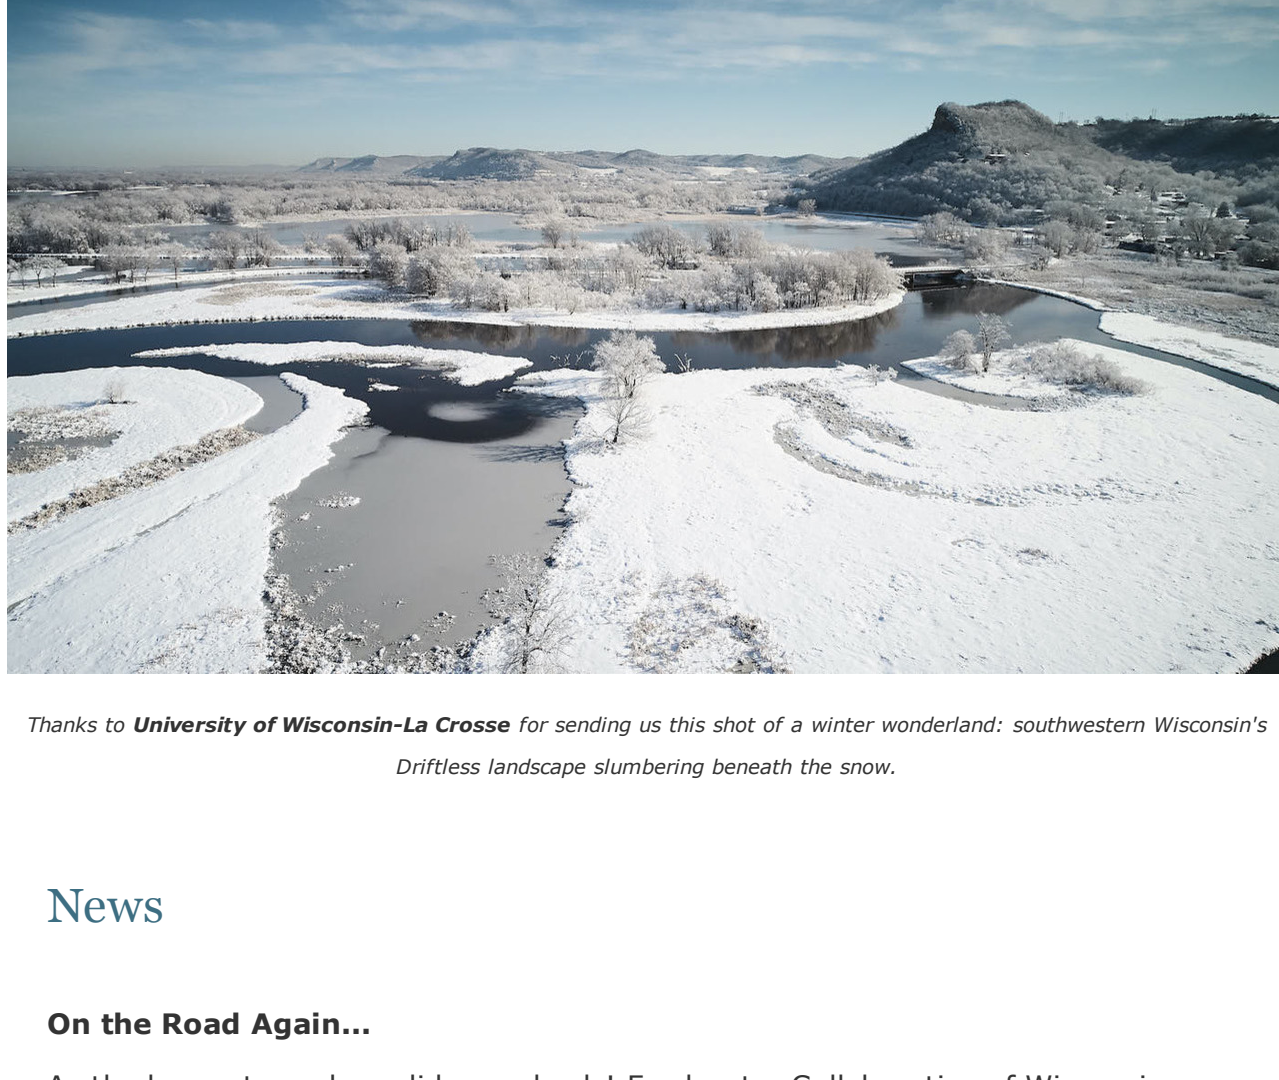 Thanks to University of Wisconsin-La Crosse for sending us this shot of a winter wonderland: southwestern Wisconsin's
Driftless landscape slumbering beneath the snow.
News
On the Road Again...